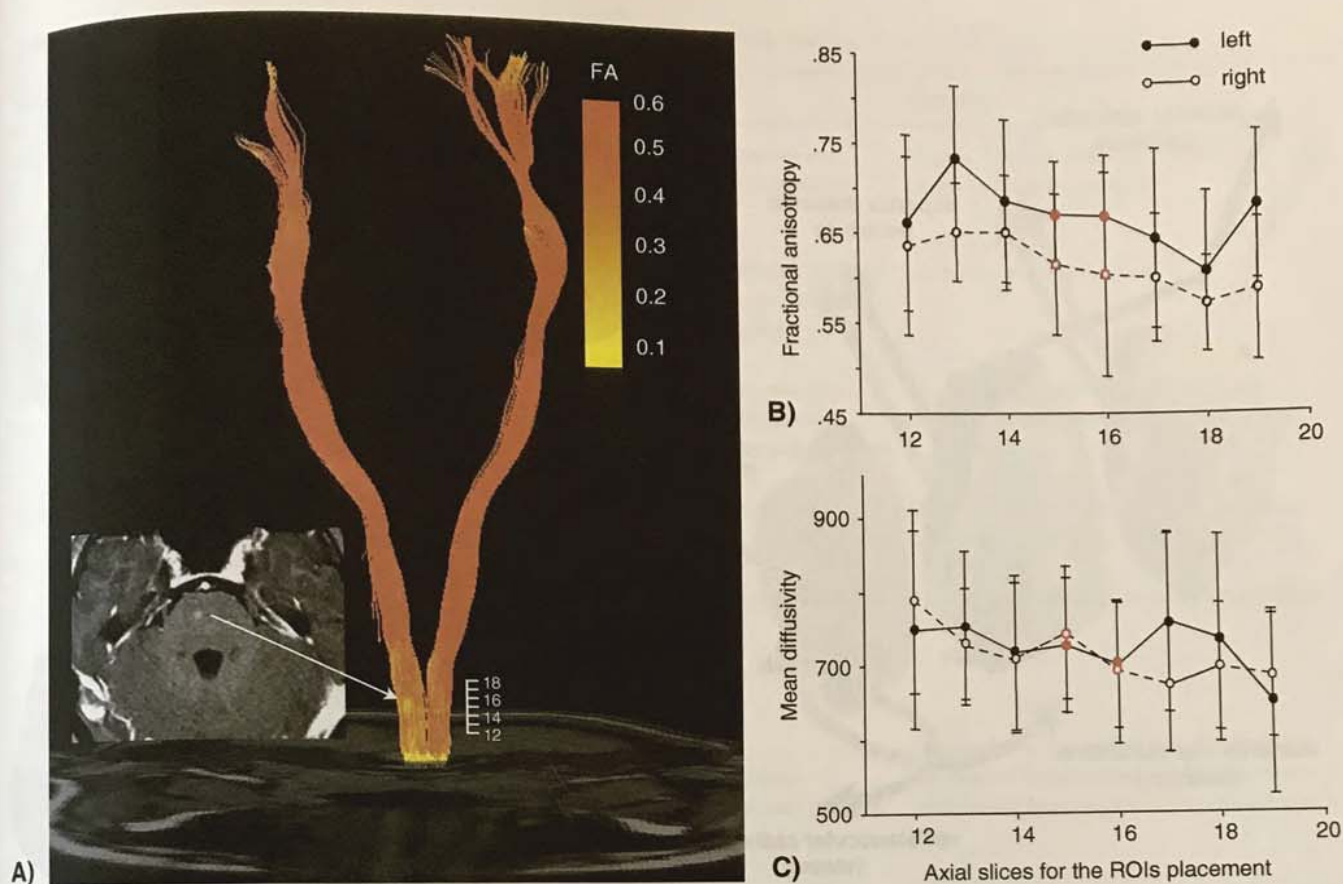 FA
0.6
0.5
0.4
0.3
0.2
0.1
18
16
14
12
A)
left
right
.85
.75
.65
.55
.45
Fractional anisotropy
B)
12 14 16 18 20
900
700
500
Mean diffusivity
12 14 16 18 20
C)
Axial slices for the ROIs placement